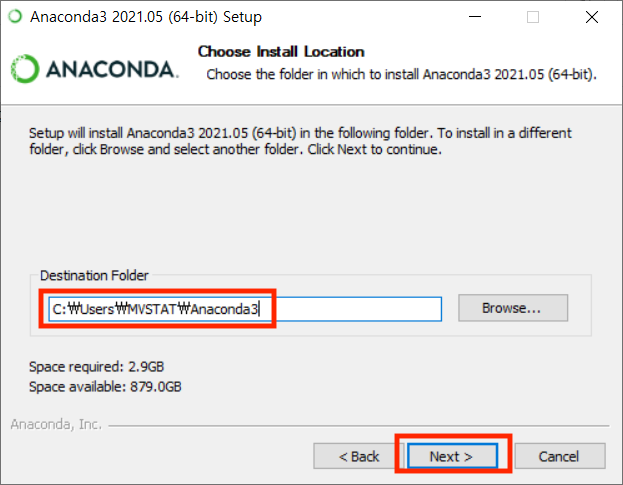 Anaconda3 2021.05 (64-bit) Setup
Choose Install Location
Choose the folder in which to install Anaconda3 2021.05 (64-bit).
ANACONDA.
Setup will install Anaconda3 2021.05 (64-bit) in the following folder. To install in a different
folder, click Browse and select another folder. Click Next to continue.
Destination Folder
C:₩Users₩MVSTAT₩Anaconda3
Browse...
Space required: 2.9GB
Space available: 879.0GB
Anaconda, Inc.
< Back
Next >
Cancel